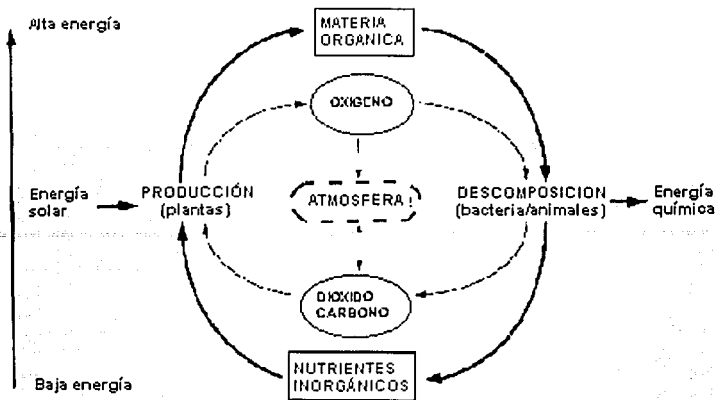 Alta energía
MATERIA
ORGANICA
OXIGENO
Energía
solar
PRODUCCIÓN
(plantas)
ATMOSFERA
DESCOMPOSICION
(bacteria/animales)
Energía
química
DIOXIDO
CARBONO
NUTRIENTES
INORGÁNICOS
Baja energía